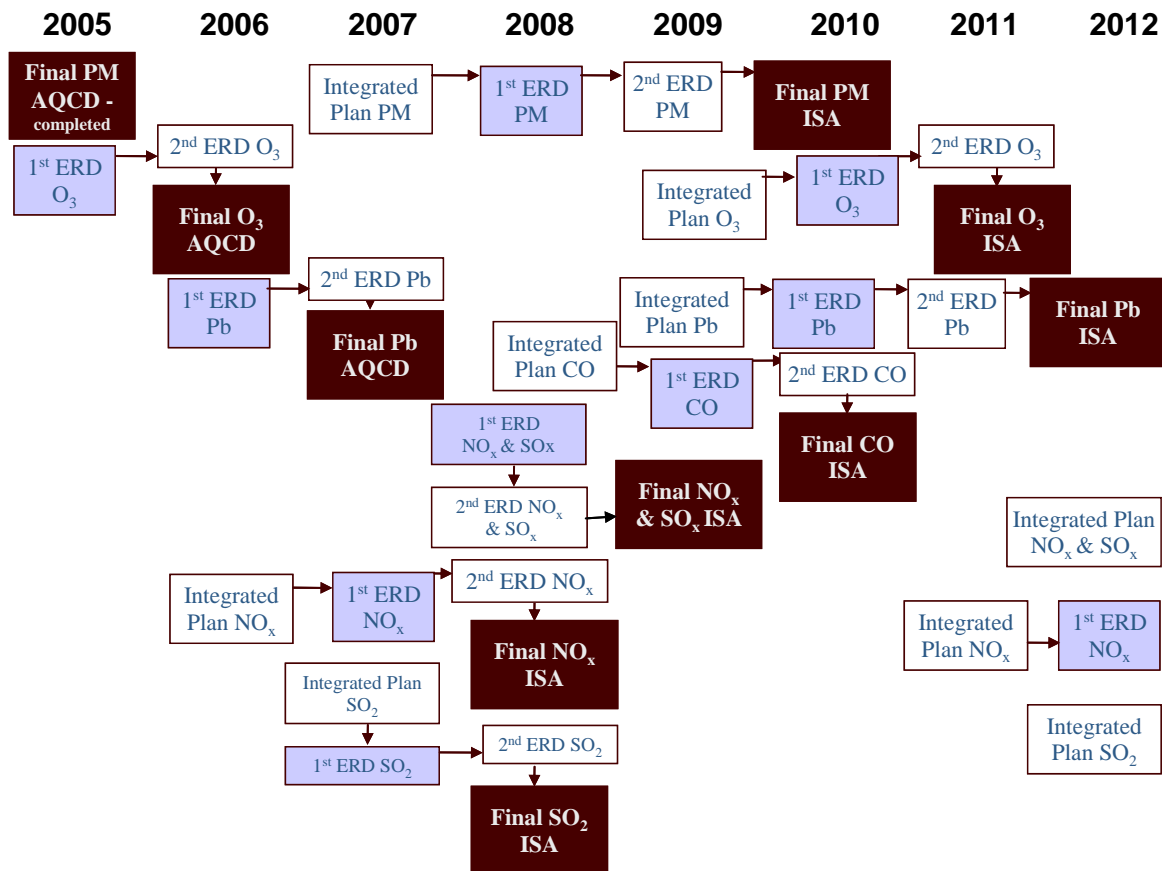 2005 2006 2007 2008 2009 2010 2011 2012
Final PM
AQCD -
completed
Integrated
Plan PM
1st ERD
PM
2nd ERD
PM
Final PM
ISA
1st ERD
O3
2nd ERD O3
Final O3
AQCD
Integrated
Plan O3
1st ERD
O3
2nd ERD O3
Final O3
ISA
1st ERD
Pb
2nd ERD Pb
Final Pb
AQCD
Integrated
Plan Pb
1st ERD
Pb
2nd ERD
Pb
Final Pb
ISA
Integrated
Plan CO
1st ERD
CO
2nd ERD CO
Final CO
ISA
1st ERD
NOx & SOx
2nd ERD NOx
& SOx
Final NOx
& SOx ISA
Integrated Plan
NOx & SOx
Integrated
Plan NOx
1st ERD
NOx
2nd ERD NOx
Final NOx
ISA
Integrated
Plan NOx
1st ERD
NOx
Integrated Plan
SO2
1st ERD SO2
2nd ERD SO2
Final SO2
ISA
Integrated
Plan SO2